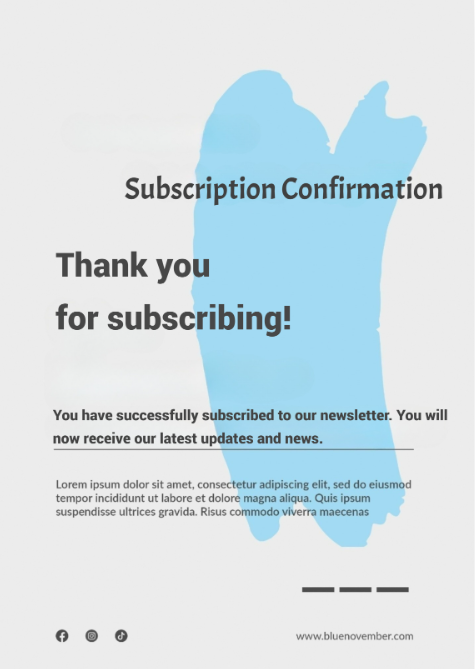 Subscription Confirmation
Thank you
for subscribing!
You have successfully subscribed to our newsletter. You will
now receive our latest updates and news.
Lorem ipsum dolor sit amet, consectetur adipiscing elit, sed do eiusmod
tempor incididunt ut labore et dolore magna aliqua. Quis ipsum
suspendisse ultrices gravida. Risus commodo viverra maecenas
www.bluenovember.com